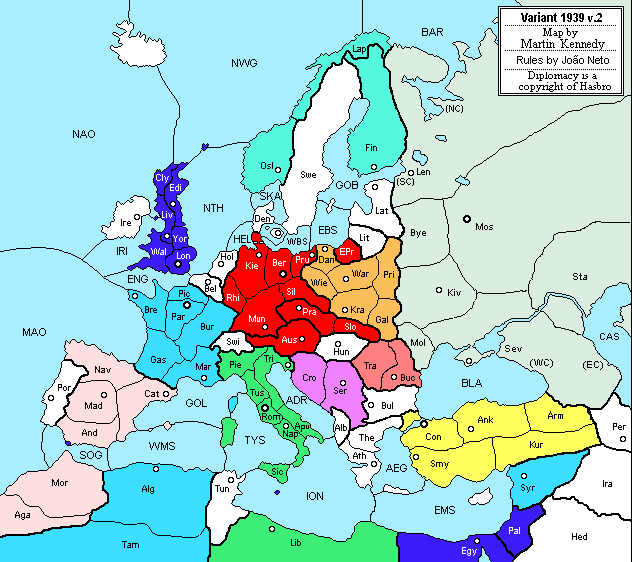 Variant 1939 v.2
Map by
Martin Kennedy
Rules by João Neto
Diplomacy is a
copyright of Hasbro
BAR
NWG
Lap
NAO
(NC)
Osl
Fin
Cly
Edi
Swe
Len
(SC)
SKA
GOB
Lat
Ire
Liv
NTH
Den
Bye
Mos
Yor
Lit
IRI
Wal
Lon
HEL
WBS
EBS
Hol
Kie
Ber
Pru
Dan
EPr
Sta
ENG
Bel
Wie
War
Pri
Kiv
Pic
Rhi
Sil
Bre
Par
Pra
Kra
Gal
Bur
Mun
Slo
CAS
MAO
Aus
Mol
Sev
(WC)
(EC)
Gas
Swi
Hun
Nav
Mar
Pie
Tri
Tra
Buc
Por
Cro
Ser
BLA
Mad
Cat
GOL
Tus
ADR
Bul
And
Rom
Ank
Arm
Apu
Nap
Alb
The
Con
Per
SOG
WMS
TYS
Ath
AEG
Smy
Kur
Sic
Mor
Alg
Tun
ION
EMS
Syr
Ira
Aga
Pal
Tam
Lib
Egy
Hed